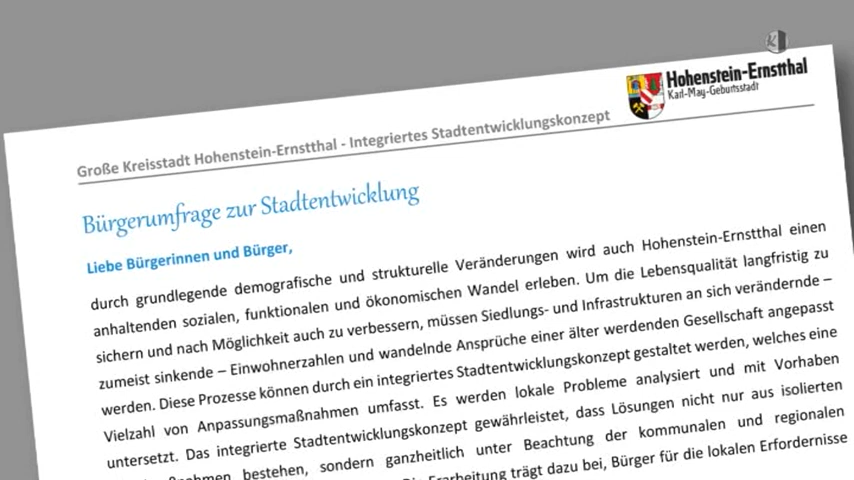 Hohenstein-Ernstthal
Karl-May-Geburtsstadt
Große Kreisstadt Hohenstein-Ernstthal - Integriertes Stadtentwicklungskonzept
Bürgerumfrage zur Stadtentwicklung
Liebe Bürgerinnen und Bürger,
durch grundlegende demografische und strukturelle Veränderungen wird auch Hohenstein-Ernstthal einen
anhaltenden sozialen, funktionalen und ökonomischen Wandel erleben. Um die Lebensqualität langfristig zu
sichern und nach Möglichkeit auch zu verbessern, müssen Siedlungs- und Infrastrukturen an sich verändernde –
zumeist sinkende – Einwohnerzahlen und wandelnde Ansprüche einer älter werdenden Gesellschaft angepasst
werden. Diese Prozesse können durch ein integriertes Stadtentwicklungskonzept gestaltet werden, welches eine
Vielzahl von Anpassungsmaßnahmen umfasst. Es werden lokale Probleme analysiert und mit Vorhaben
untersetzt. Das integrierte Stadtentwicklungskonzept gewährleistet, dass Lösungen nicht nur aus isolierten
bestehen, sondern ganzheitlich unter Beachtung der kommunalen und regionalen
Erarbeitung trägt dazu bei, Bürger für die lokalen Erfordernisse